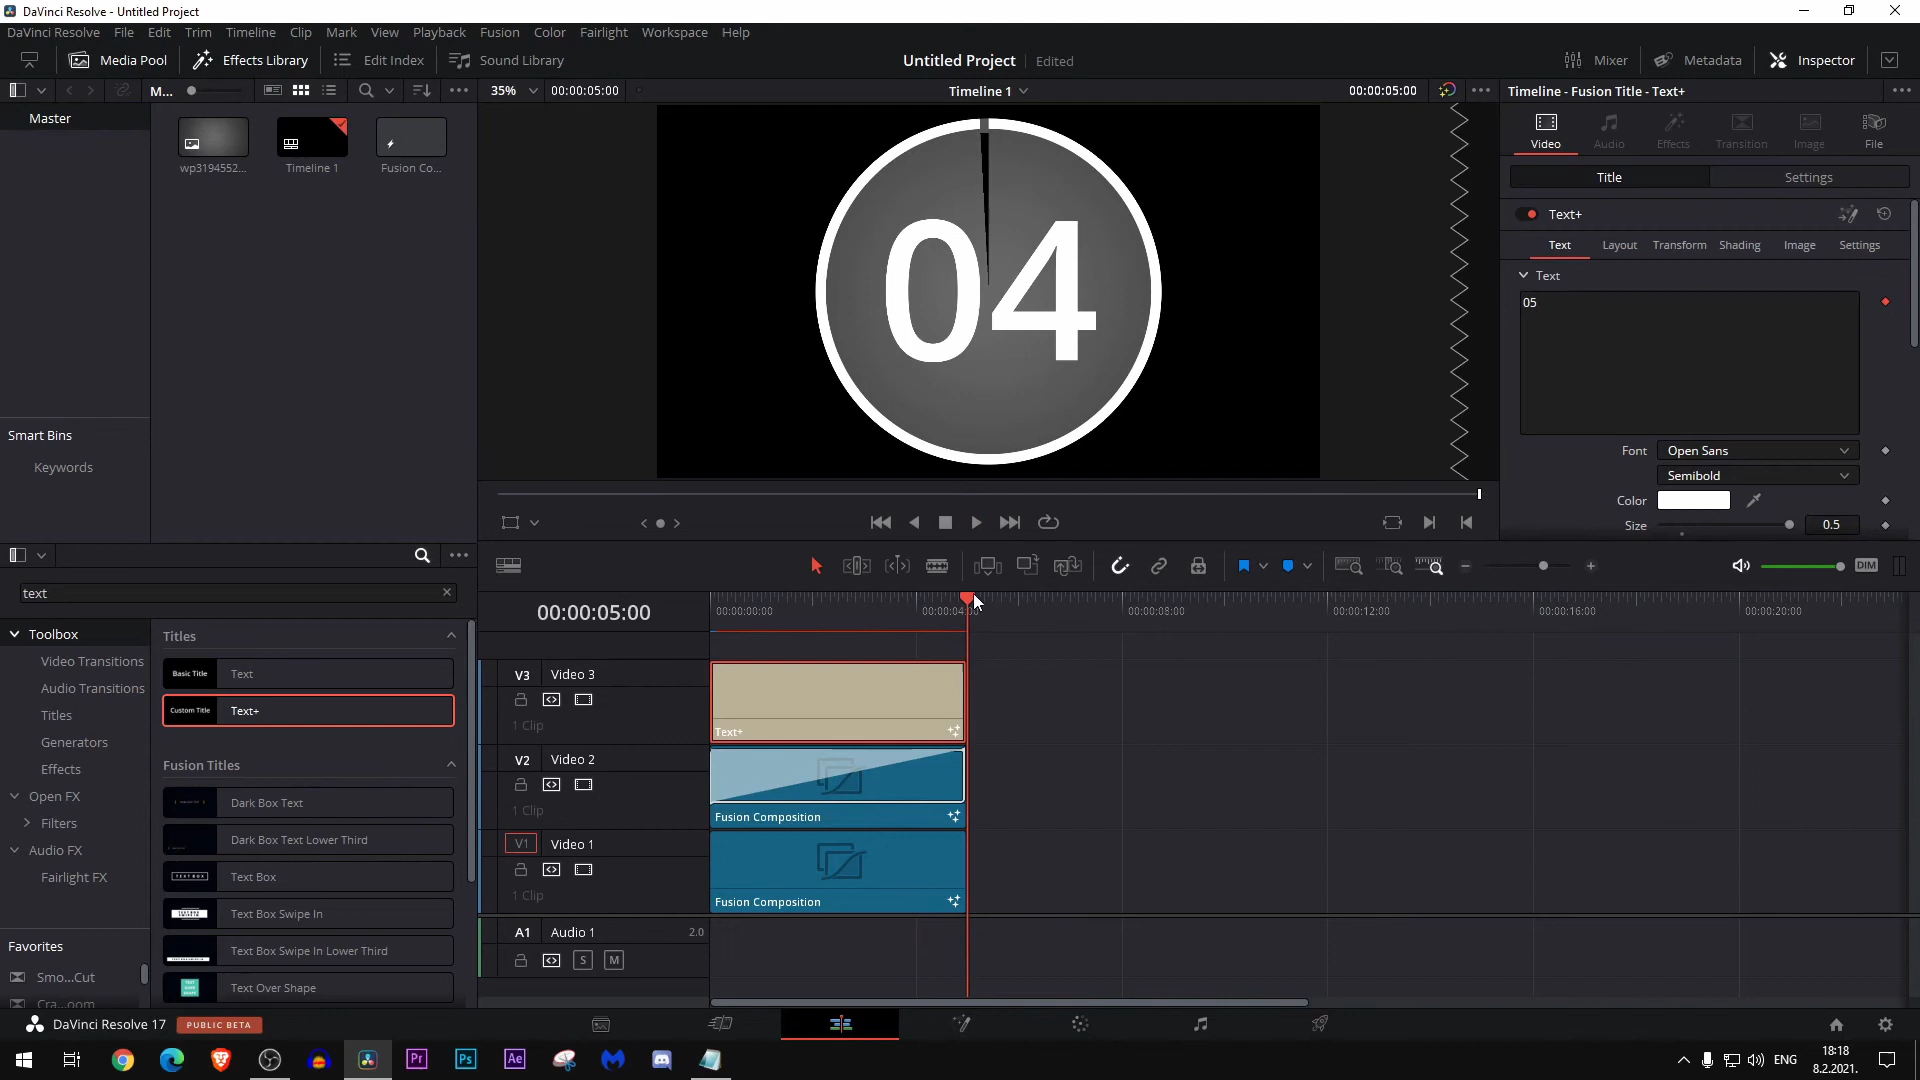 DaVinci Resolve - Untitled Project
DaVinci Resolve File Edit Trim Timeline Clip Mark View Playback Fusion Color Fairlight Workspace Help
Media Pool Effects Library Edit Index Sound Library Untitled Project Edited Mixer Metadata Inspector
M... 35% 00:00:05:00 Timeline 1 00:00:05:00 Timeline - Fusion Title - Text+
Master
wp3194552... Timeline 1 Fusion Co...
Video Audio Effects Transition Image File
Title Settings
Text+
Text Layout Transform Shading Image Settings
Text
05
04
Font Open Sans
Semibold
Color
Size 0.5
Smart Bins
Keywords
text
DIM
00:00:05:00
00:00:00:00 00:00:04:00 00:00:08:00 00:00:12:00 00:00:16:00 00:00:20:00
Toolbox
Video Transitions
Audio Transitions
Titles
Generators
Effects
Open FX
Filters
Audio FX
Fairlight FX
Favorites
Smo...Cut
Cra...oom
Titles
Basic Title Text
Custom Title Text+
Fusion Titles
Dark Box Text
Dark Box Text Lower Third
TEXT BOX Text Box
Text Box Swipe In
Text Box Swipe In Lower Third
Text Over Shape
V3 Video 3
1 Clip
Text+
V2 Video 2
1 Clip
Fusion Composition
V1 Video 1
1 Clip
Fusion Composition
A1 Audio 1 2.0
S M
DaVinci Resolve 17 PUBLIC BETA
Pr Ps Ae
ENG
18:18
8.2.2021.